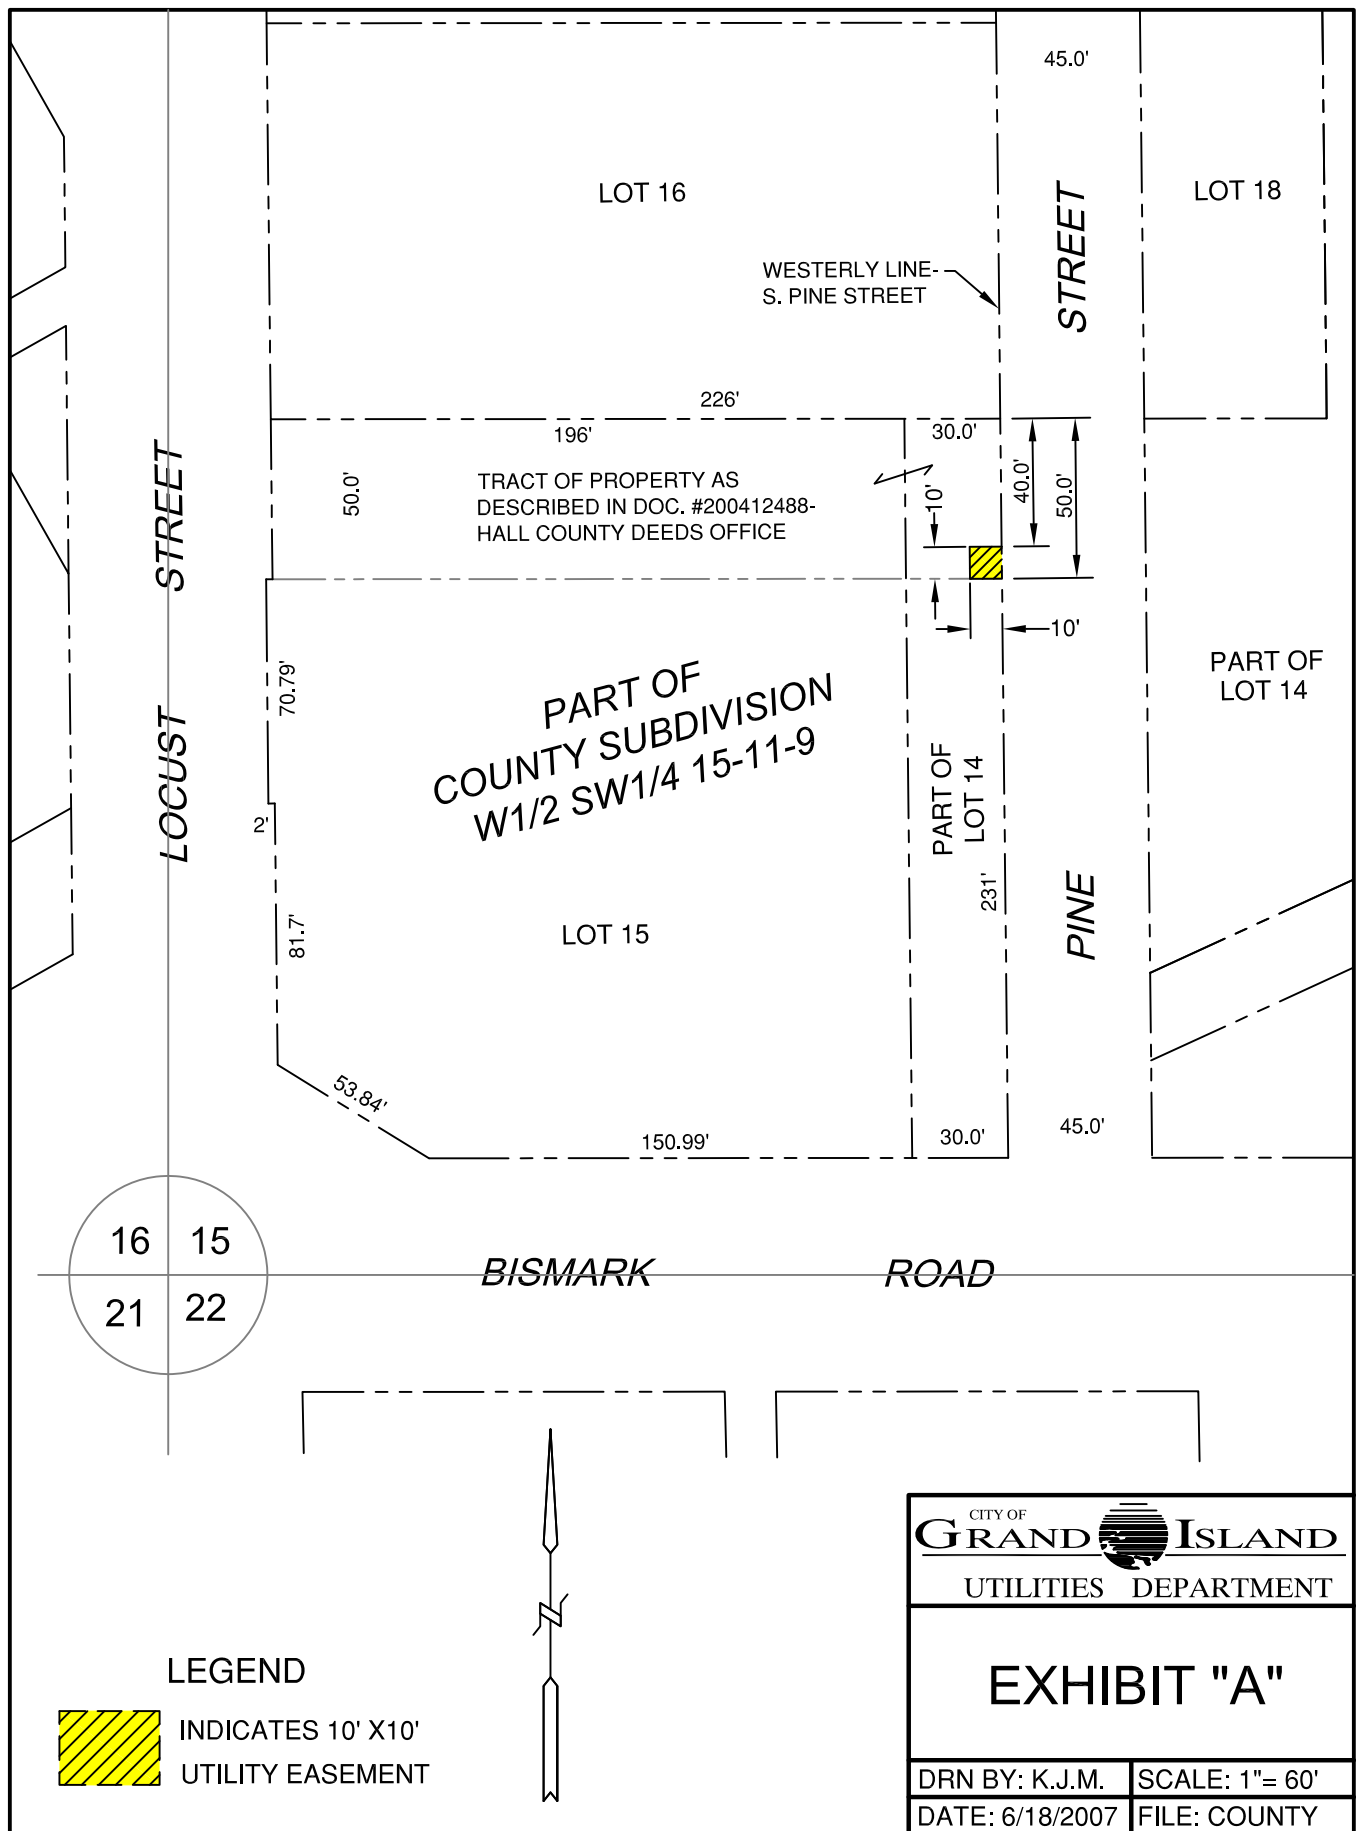 45.0'
LOT 16
LOT 18
STREET
WESTERLY LINE-
S. PINE STREET
226'
196'
30.0'
STREET
50.0'
TRACT OF PROPERTY AS
DESCRIBED IN DOC. #200412488-
HALL COUNTY DEEDS OFFICE
10'
40.0'
50.0'
10'
70.79'
PART OF
COUNTY SUBDIVISION
W1/2 SW1/4 15-11-9
PART OF
LOT 14
LOCUST
2'
PART OF
LOT 14
231'
PINE
81.7'
LOT 15
53.84'
150.99'
30.0'
45.0'
16 15
21 22
BISMARK ROAD
CITY OF
GRAND ISLAND
UTILITIES DEPARTMENT
EXHIBIT "A"
LEGEND
INDICATES 10' X10'
UTILITY EASEMENT
DRN BY: K.J.M.
SCALE: 1"= 60'
DATE: 6/18/2007
FILE: COUNTY